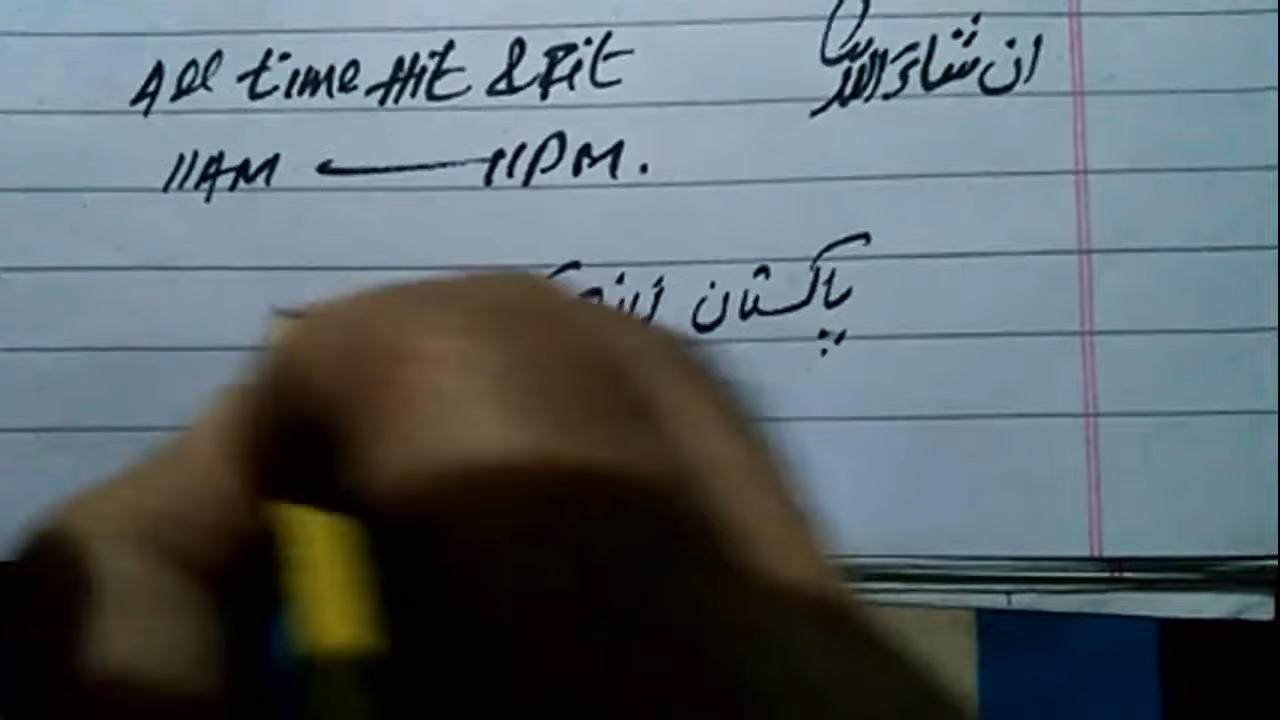 All time Hit & Fit
ان شاءَ اللہ
11AM — 11PM.
پاکستان